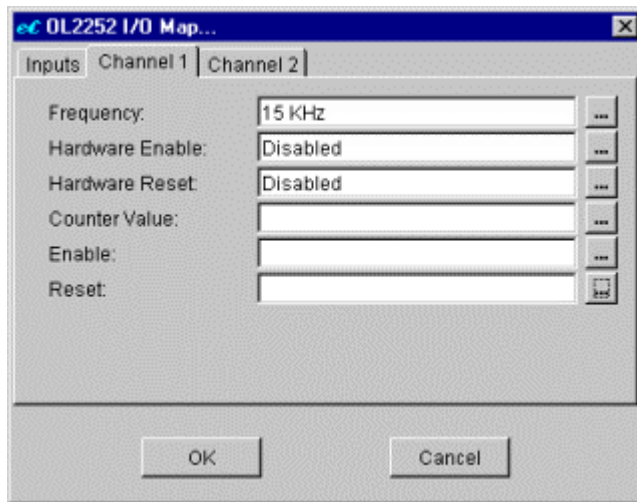 eC OL2252 I/O Map...
Inputs Channel 1 Channel 2
Frequency: 15 KHz ...
Hardware Enable: Disabled ...
Hardware Reset: Disabled ...
Counter Value: ...
Enable: ...
Reset: ...
OK Cancel